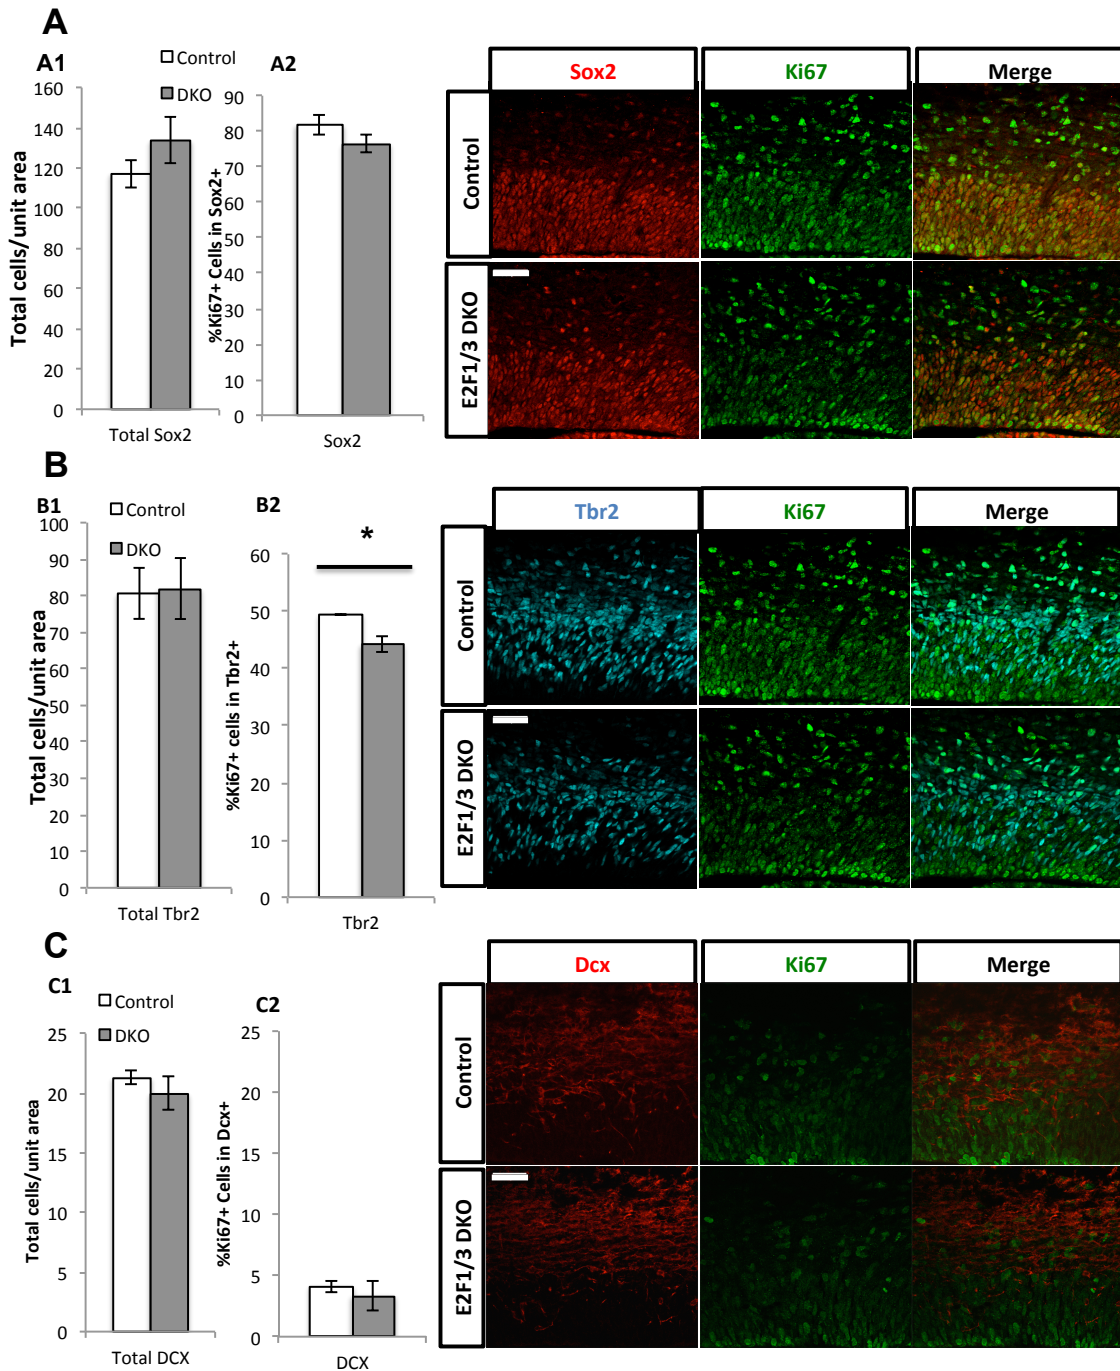 A
A1
Control
DKO
Total cells/unit area
160
140
120
100
80
60
40
20
0
Total Sox2
A2
%Ki67+ Cells in Sox2+
90
80
70
60
50
40
30
20
10
0
Sox2
Sox2
Ki67
Merge
Control
E2F1/3 DKO
B
B1
Control
DKO
Total cells/unit area
100
90
80
70
60
50
40
30
20
10
0
Total Tbr2
B2
%Ki67+ cells in Tbr2+
60
50
40
30
20
10
0
*
Tbr2
Tbr2
Ki67
Merge
Control
E2F1/3 DKO
C
C1
Control
DKO
Total cells/unit area
25
20
15
10
5
0
Total DCX
C2
%Ki67+ Cells in Dcx+
25
20
15
10
5
0
DCX
Dcx
Ki67
Merge
Control
E2F1/3 DKO